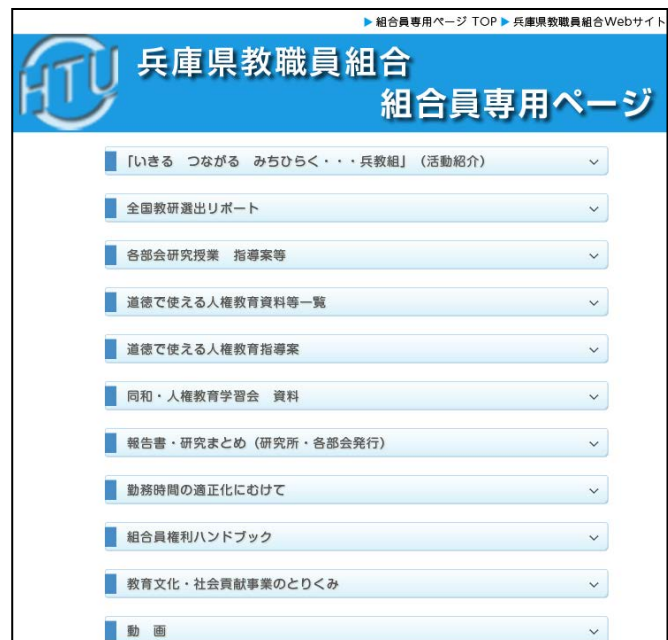 ▶ 組合員専用ページ TOP ▶ 兵庫県教職員組合Webサイト
HTU
兵庫県教職員組合
組合員専用ページ
「いきる　つながる　みちひらく・・・兵教組」（活動紹介）
全国教研選出リポート
各部会研究授業　指導案等
道徳で使える人権教育資料等一覧
道徳で使える人権教育指導案
同和・人権教育学習会　資料
報告書・研究まとめ（研究所・各部会発行）
勤務時間の適正化にむけて
組合員権利ハンドブック
教育文化・社会貢献事業のとりくみ
動　画